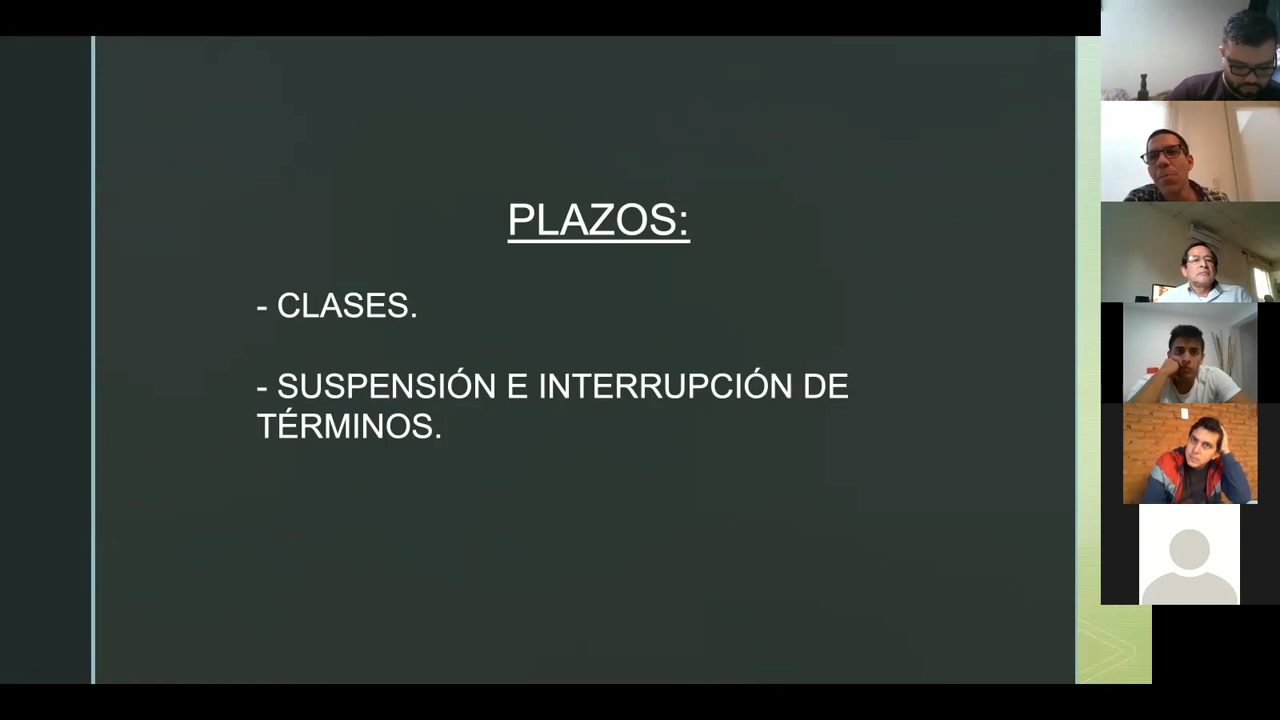 PLAZOS:
- CLASES.
- SUSPENSIÓN E INTERRUPCIÓN DE
TÉRMINOS.